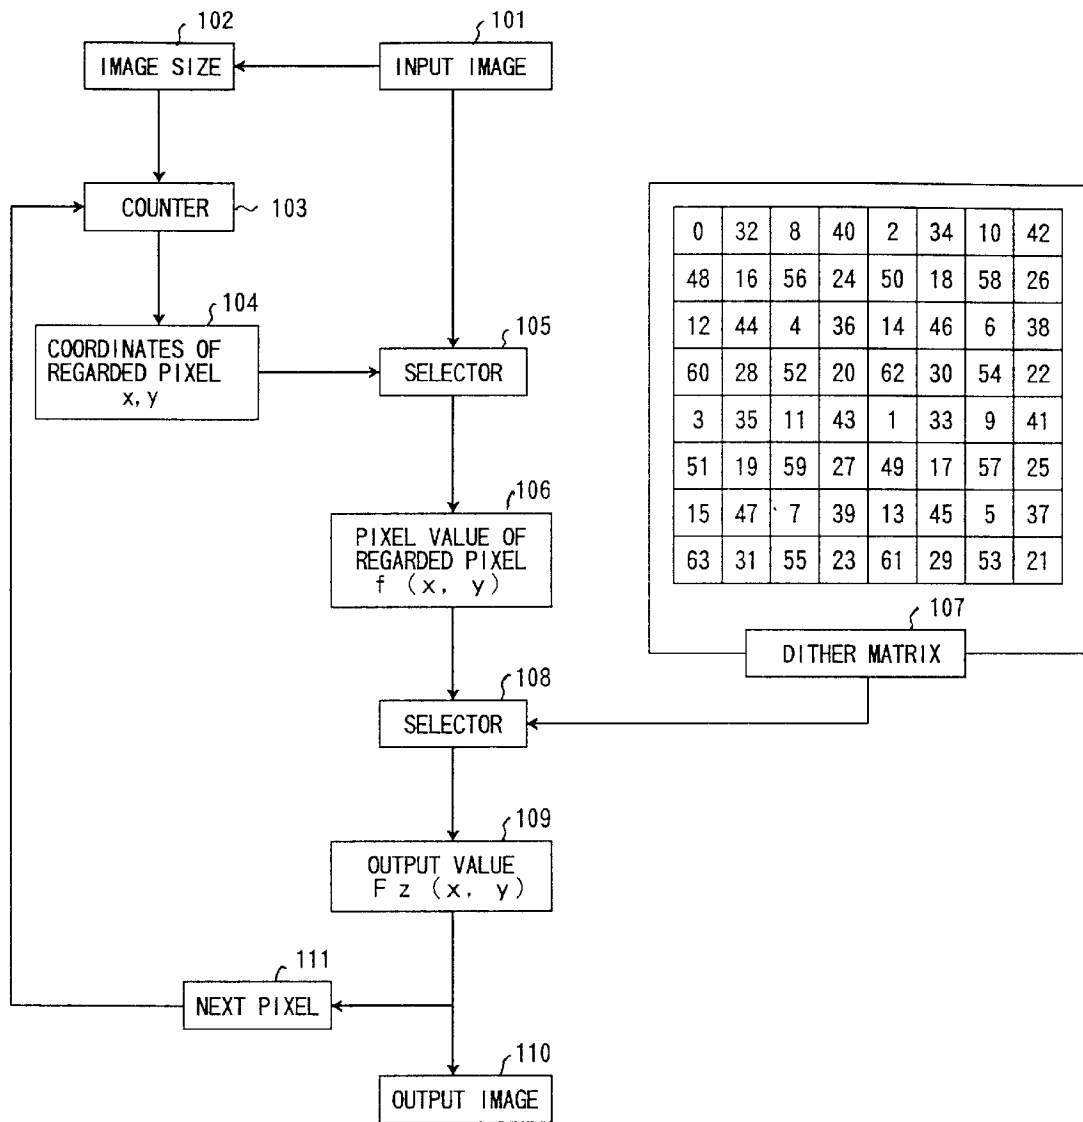 102
101
IMAGE SIZE
INPUT IMAGE
COUNTER
103
0 32 8 40 2 34 10 42
48 16 56 24 50 18 58 26
12 44 4 36 14 46 6 38
60 28 52 20 62 30 54 22
3 35 11 43 1 33 9 41
51 19 59 27 49 17 57 25
15 47 7 39 13 45 5 37
63 31 55 23 61 29 53 21
104
COORDINATES OF
REGARDED PIXEL
x,y
105
SELECTOR
106
PIXEL VALUE OF
REGARDED PIXEL
f (x, y)
107
DITHER MATRIX
108
SELECTOR
109
OUTPUT VALUE
Fz (x, y)
111
NEXT PIXEL
110
OUTPUT IMAGE